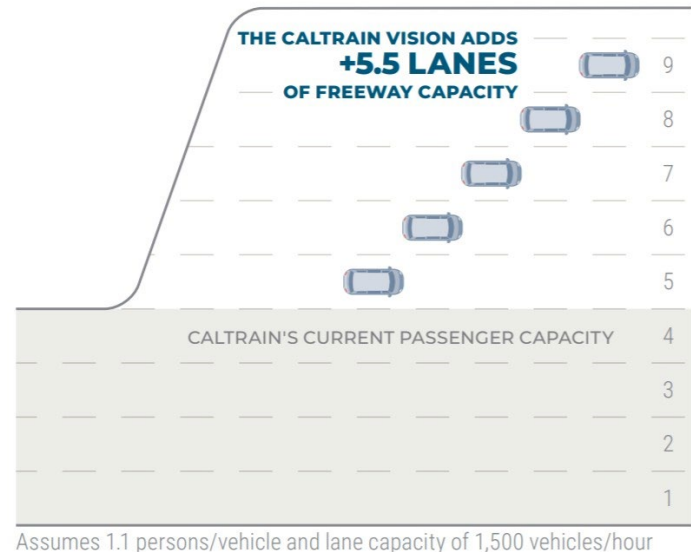 THE CALTRAIN VISION ADDS
+5.5 LANES
OF FREEWAY CAPACITY
9
8
7
6
5
CALTRAIN'S CURRENT PASSENGER CAPACITY 4
3
2
1
Assumes 1.1 persons/vehicle and lane capacity of 1,500 vehicles/hour